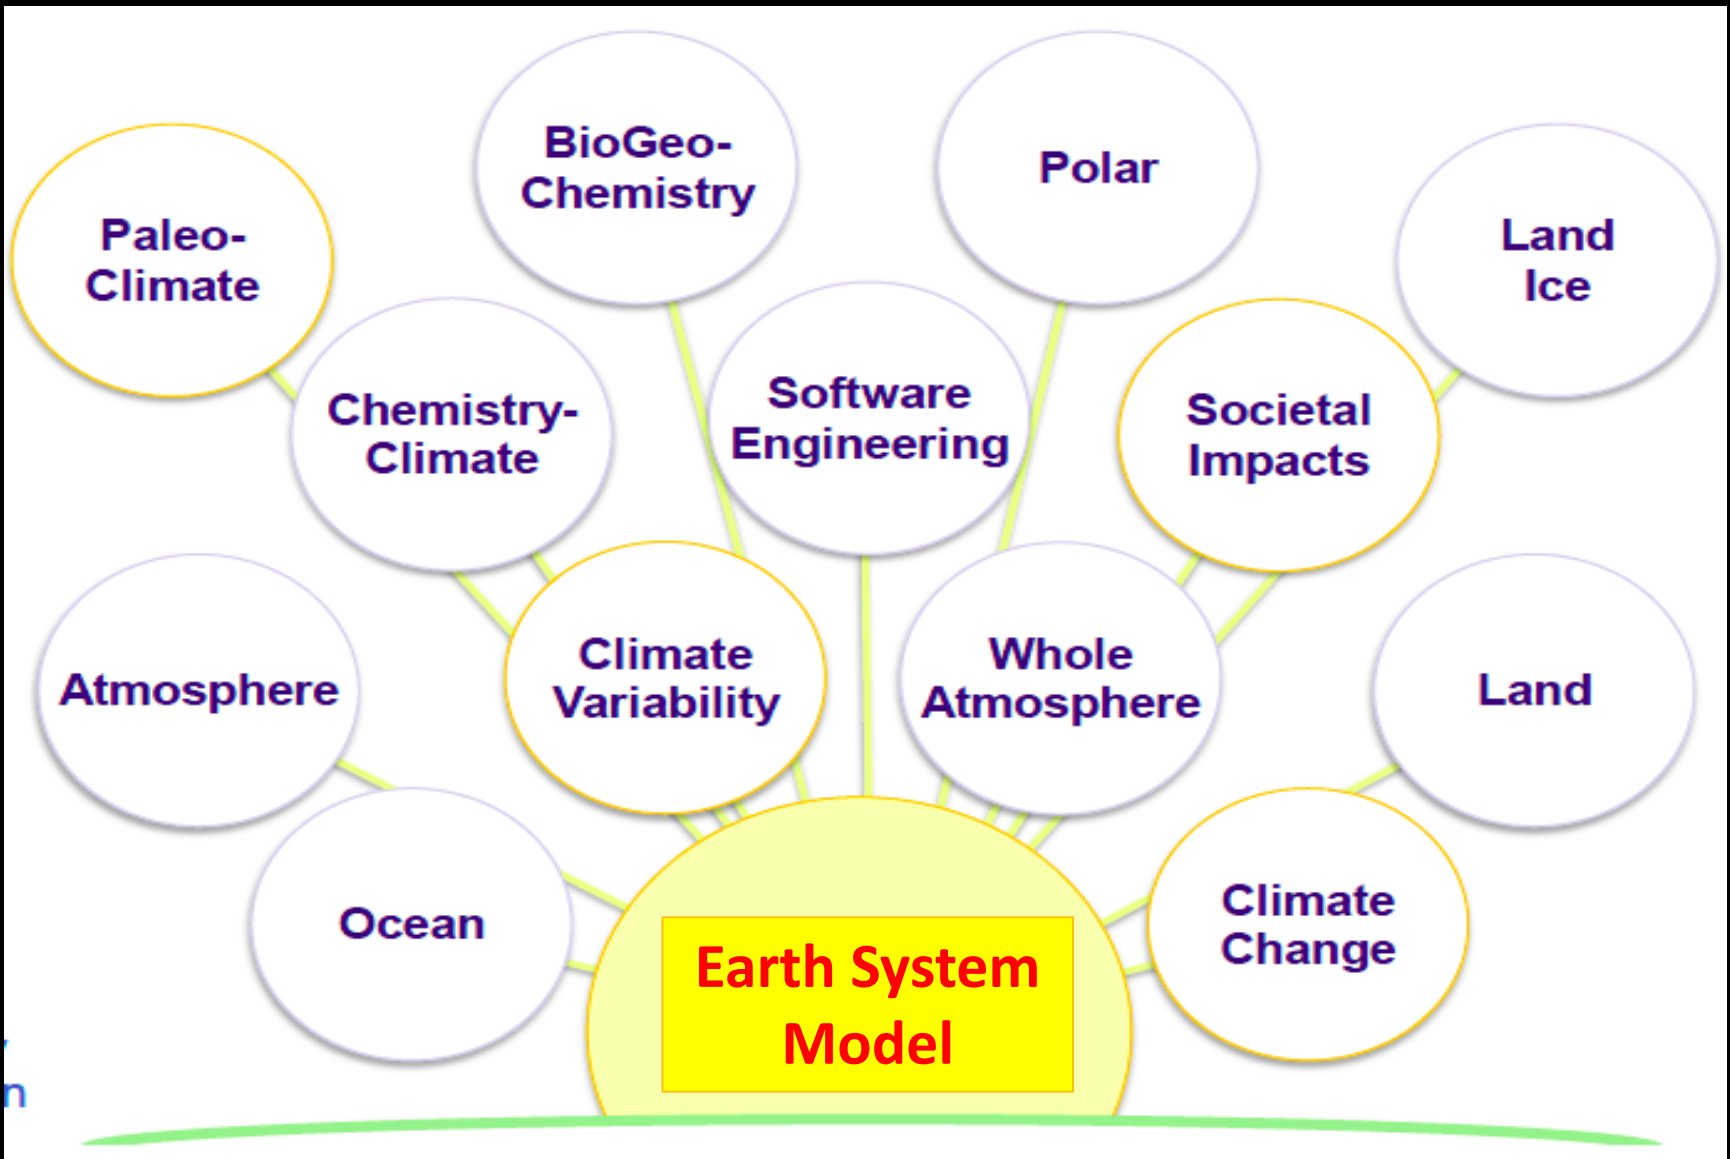 BioGeo-
Chemistry
Polar
Paleo-
Climate
Land
Ice
Chemistry-
Climate
Software
Engineering
Societal
Impacts
Atmosphere
Climate
Variability
Whole
Atmosphere
Land
Ocean
Climate
Change
Earth System
Model
n